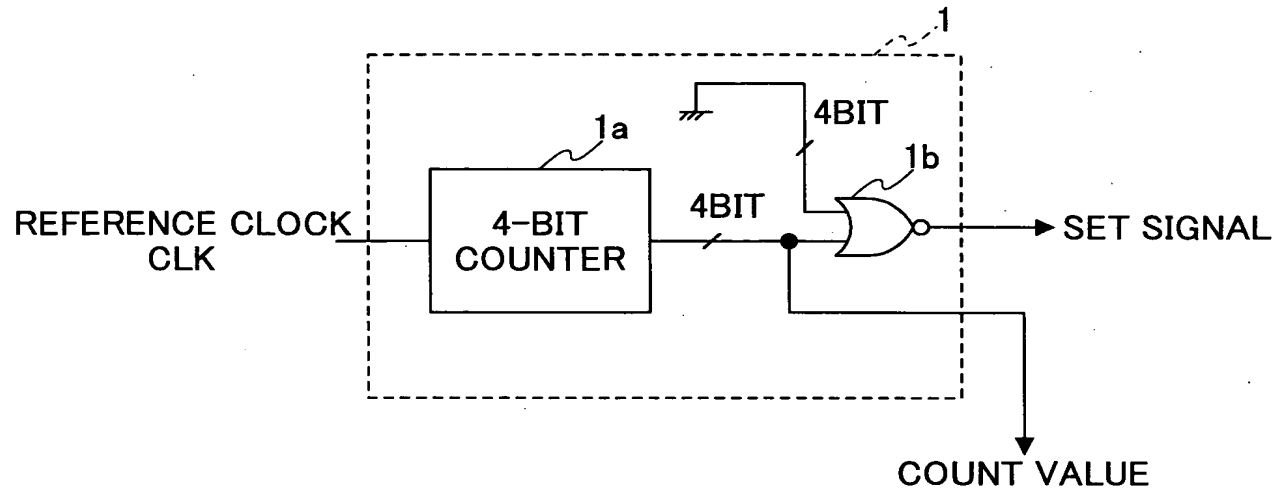 1
1a
4BIT
1b
REFERENCE CLOCK
CLK
4-BIT
COUNTER
4BIT
SET SIGNAL
COUNT VALUE